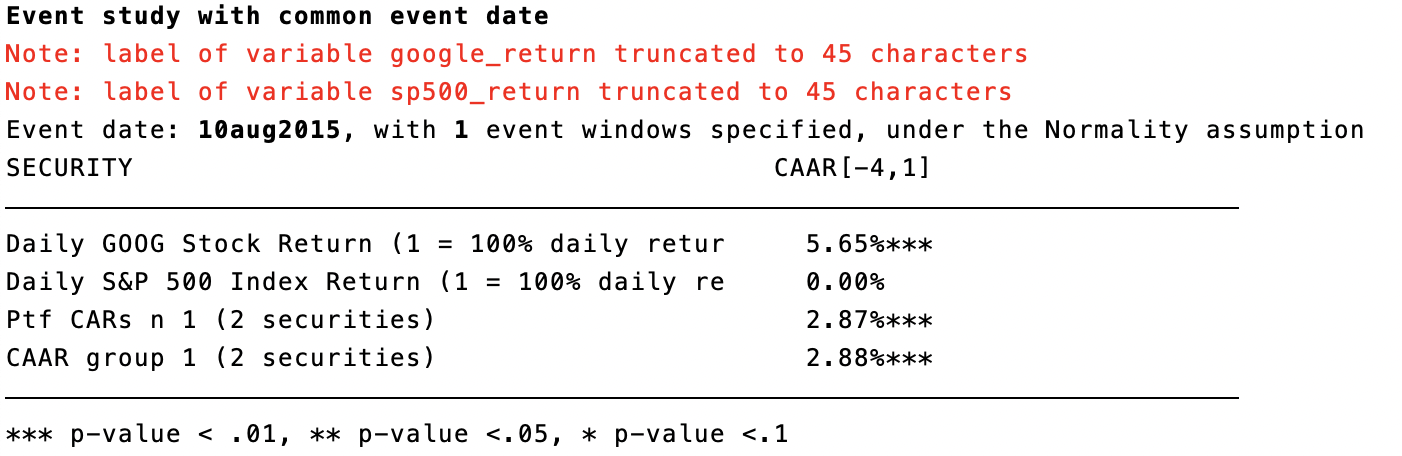 Event study with common event date
Note: label of variable google_return truncated to 45 characters
Note: label of variable sp500_return truncated to 45 characters
Event date: 10aug2015, with 1 event windows specified, under the Normality assumption
SECURITY CAAR[-4,1]
Daily GOOG Stock Return (1 = 100% daily retur 5.65%***
Daily S&P 500 Index Return (1 = 100% daily re 0.00%
Ptf CARs n 1 (2 securities) 2.87%***
CAAR group 1 (2 securities) 2.88%***
*** p-value < .01, ** p-value <.05, * p-value <.1